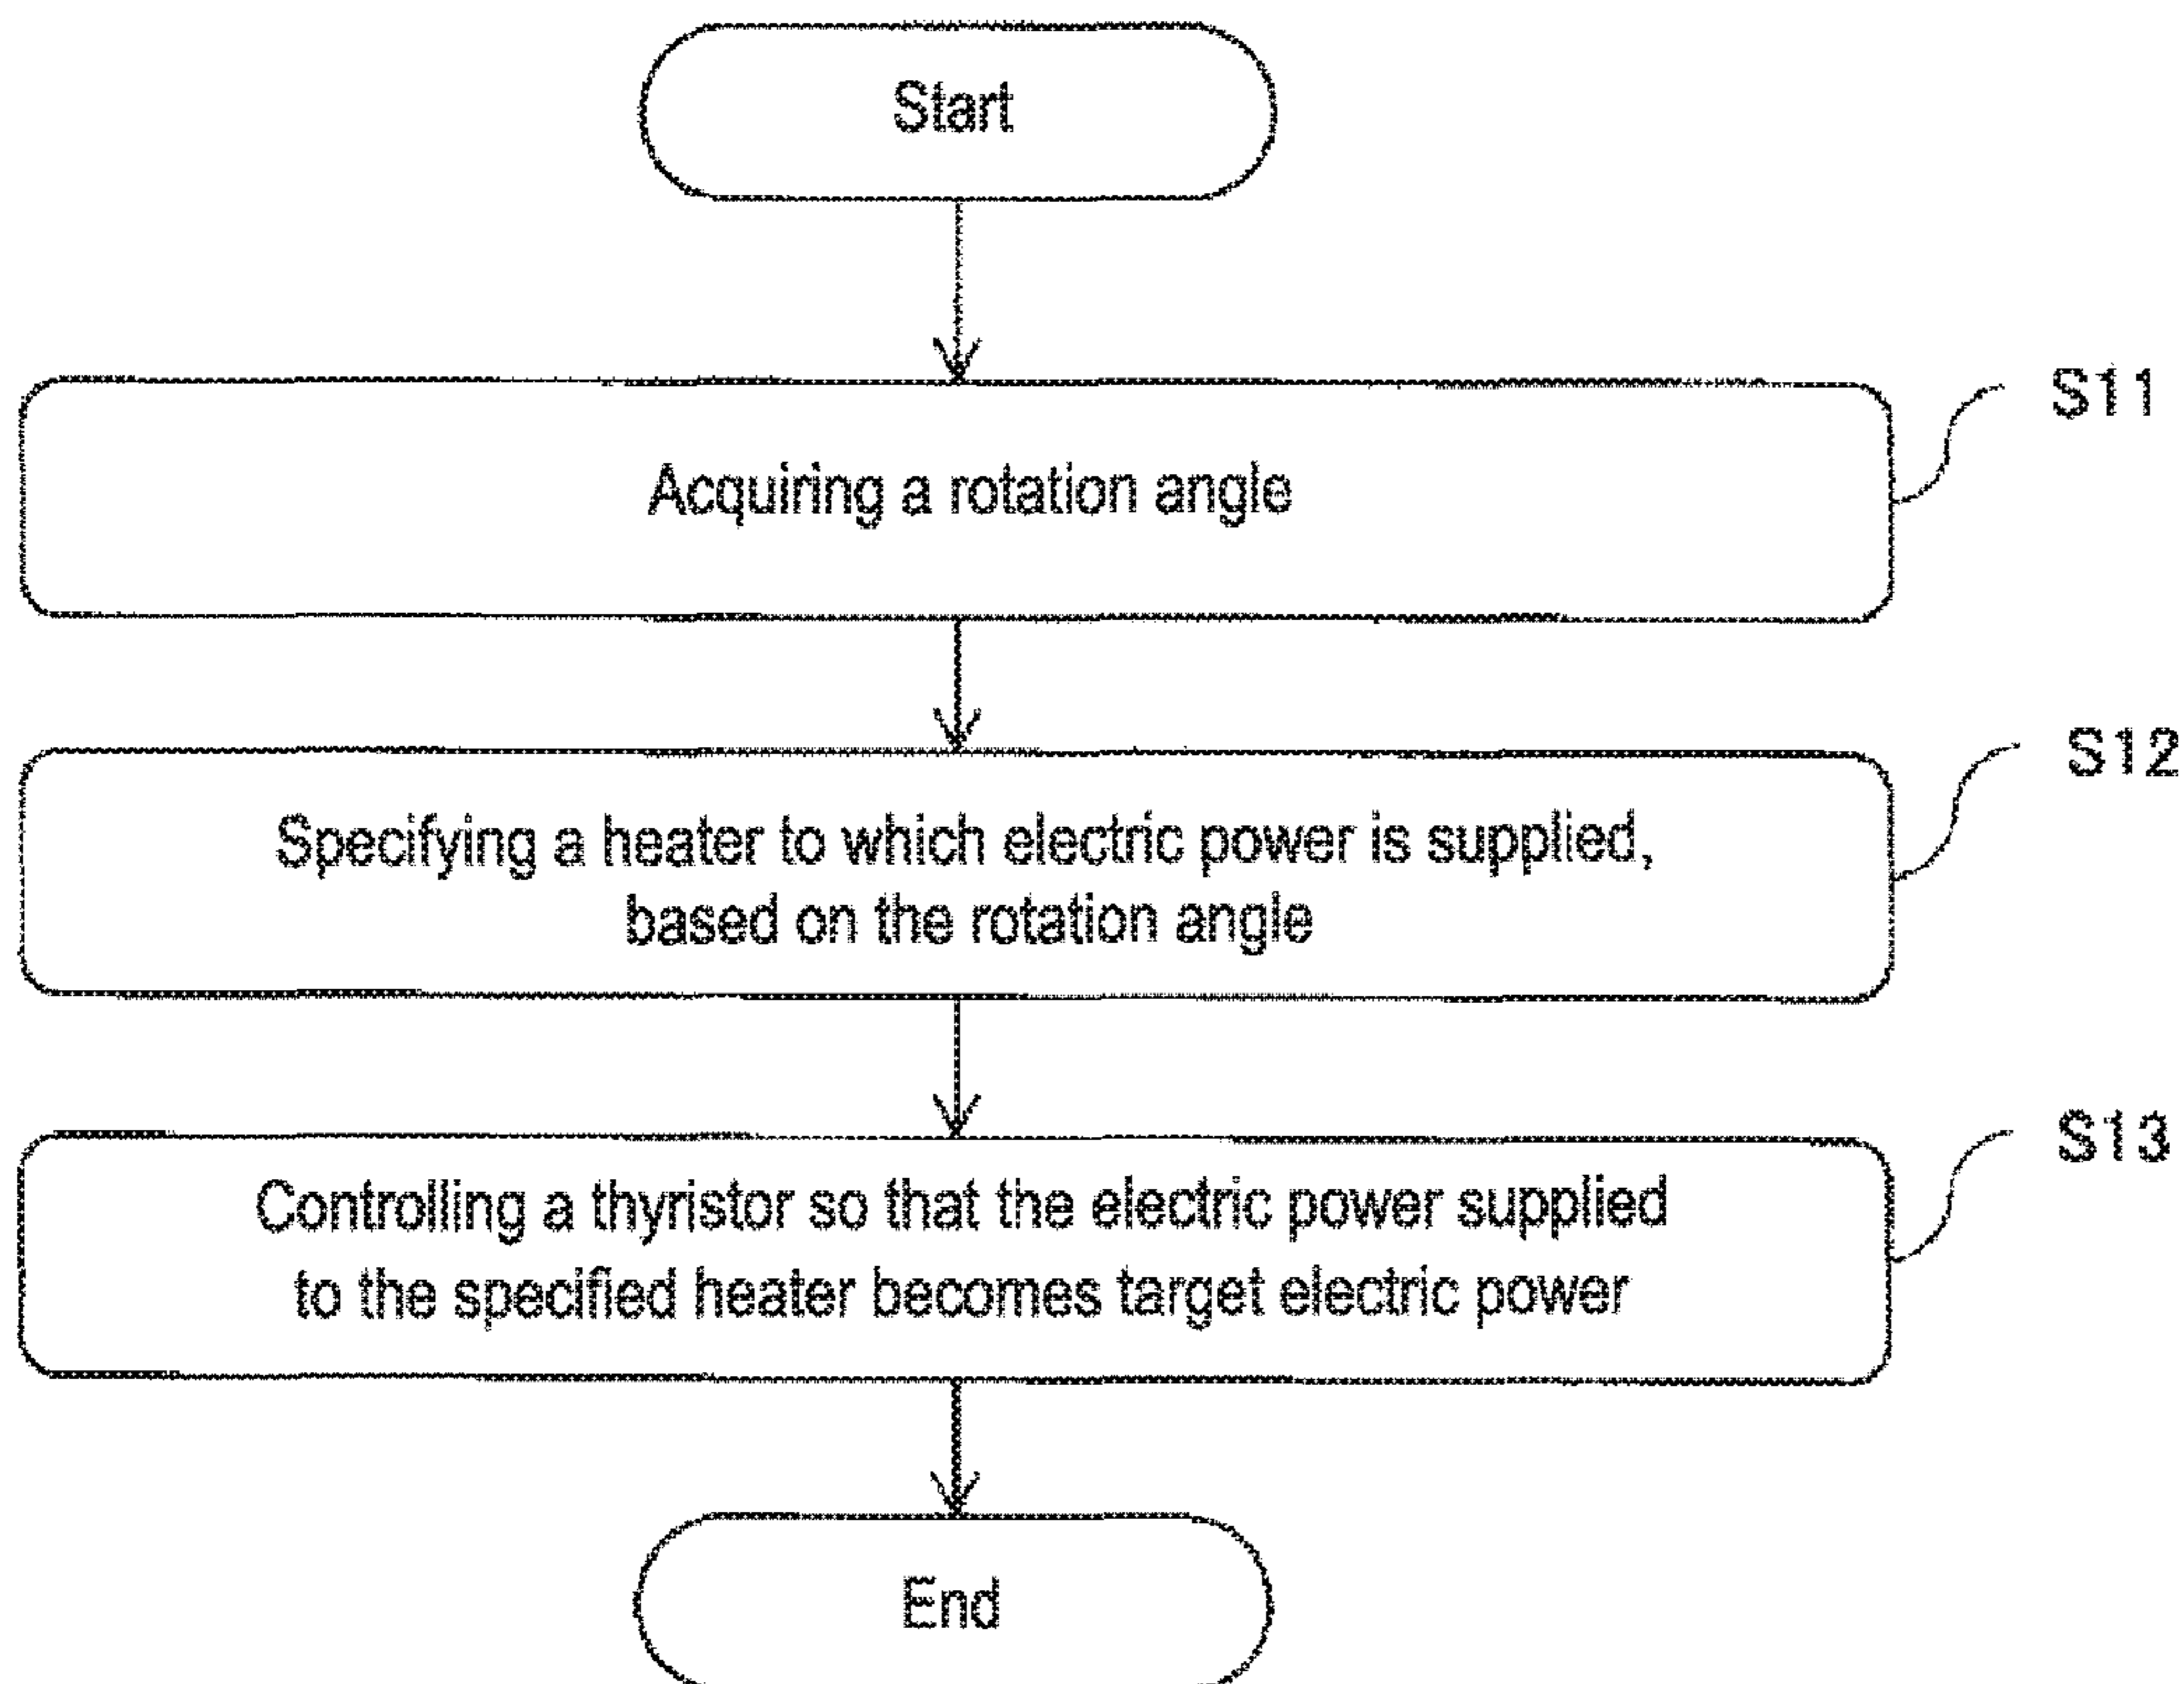 Start
S11
Acquiring a rotation angle
S12
Specifying a heater to which electric power is supplied,
based on the rotation angle
S13
Controlling a thyristor so that the electric power supplied
to the specified heater becomes target electric power
End